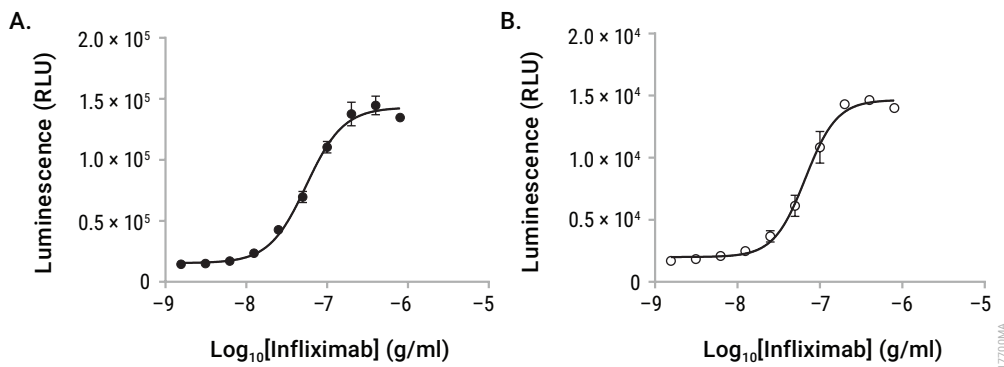 A.
Luminescence (RLU)
2.0 × 10⁵
1.5 × 10⁵
1.0 × 10⁵
0.5 × 10⁵
0
−9
−8
−7
−6
−5
Log₁₀[Infliximab] (g/ml)
B.
Luminescence (RLU)
2.0 × 10⁴
1.5 × 10⁴
1.0 × 10⁴
0.5 × 10⁴
0
−9
−8
−7
−6
−5
Log₁₀[Infliximab] (g/ml)